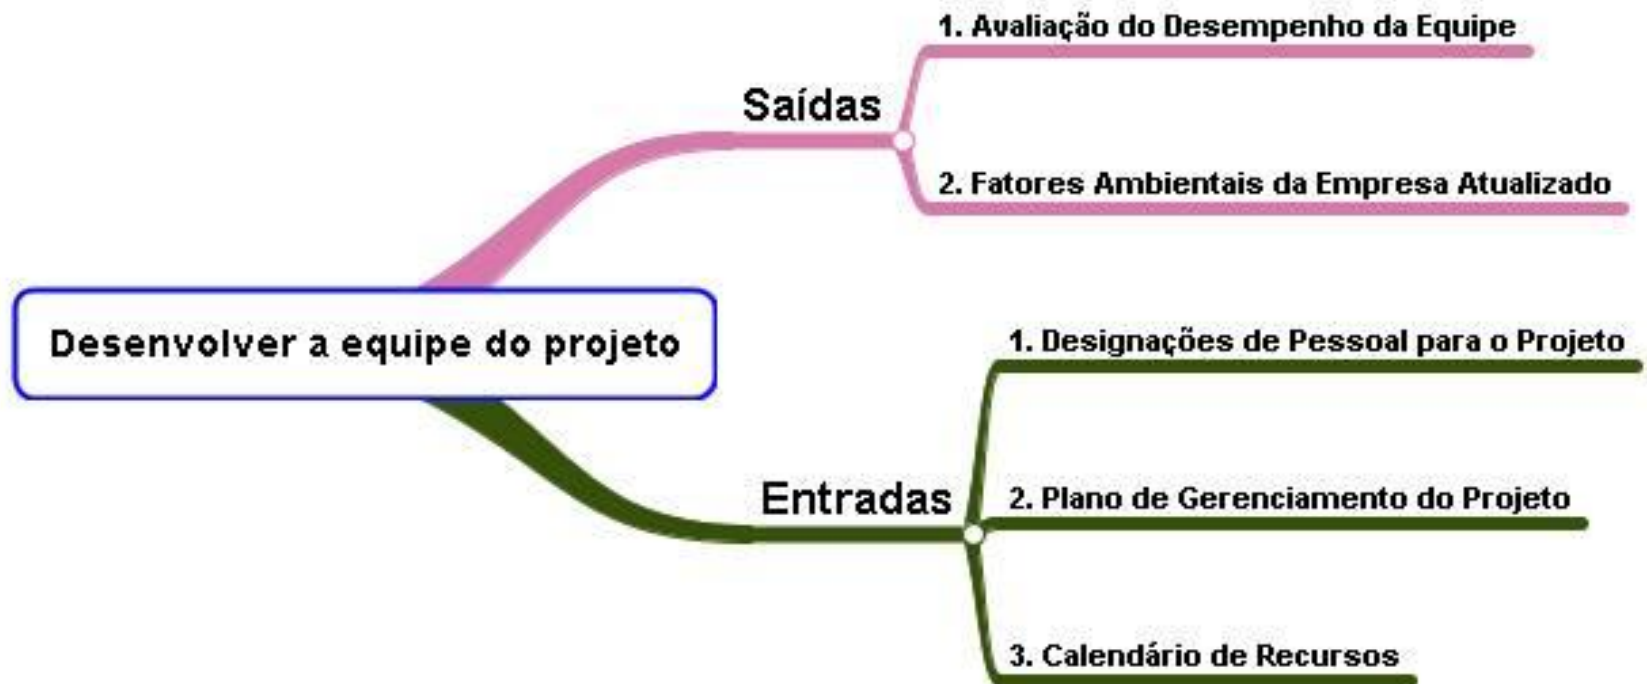 Desenvolver a equipe do projeto
Saídas
1. Avaliação do Desempenho da Equipe
2. Fatores Ambientais da Empresa Atualizado
Entradas
1. Designações de Pessoal para o Projeto
2. Plano de Gerenciamento do Projeto
3. Calendário de Recursos